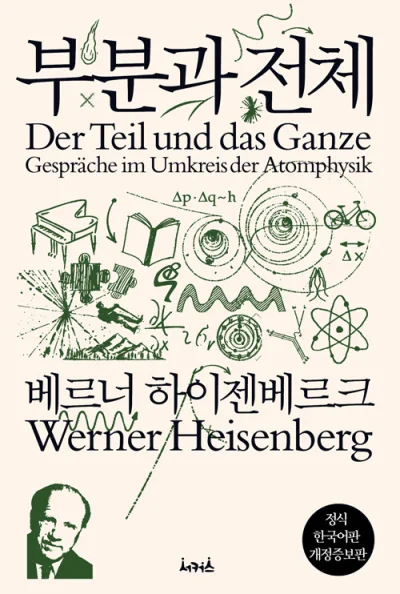 부분과 전체
Der Teil und das Ganze
Gespräche im Umkreis der Atomphysik
Δp·Δq~h
Δx
∂
∂x
베르너 하이젠베르크
Werner Heisenberg
정식
한국어판
개정증보판
서커스